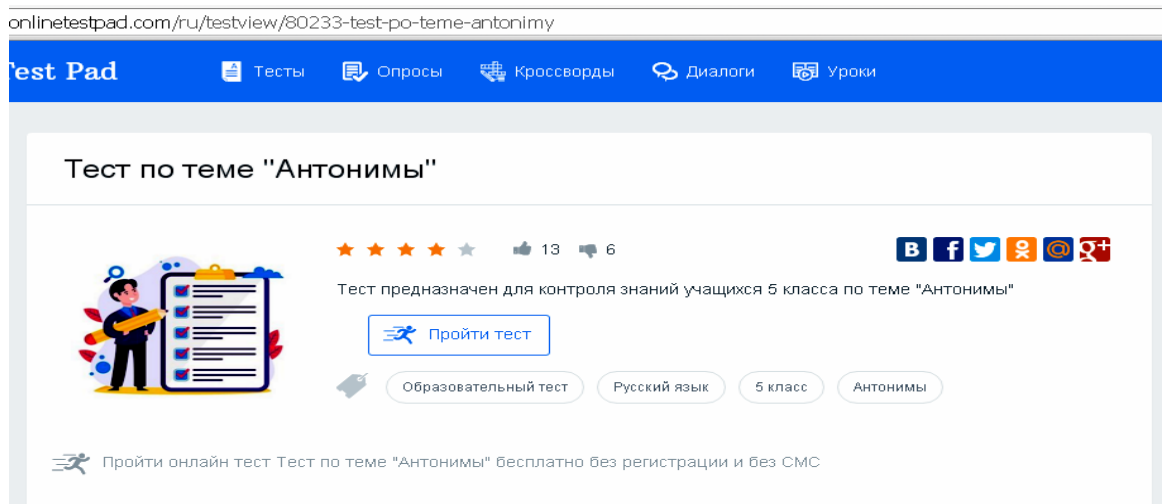 onlinetestpad.com/ru/testview/80233-test-po-teme-antonimy
Test Pad Тесты Опросы Кроссворды Диалоги Уроки
Тест по теме "Антонимы"
13 6
Тест предназначен для контроля знаний учащихся 5 класса по теме "Антонимы"
Пройти тест
Образовательный тест Русский язык 5 класс Антонимы
Пройти онлайн тест Тест по теме "Антонимы" бесплатно без регистрации и без СМС